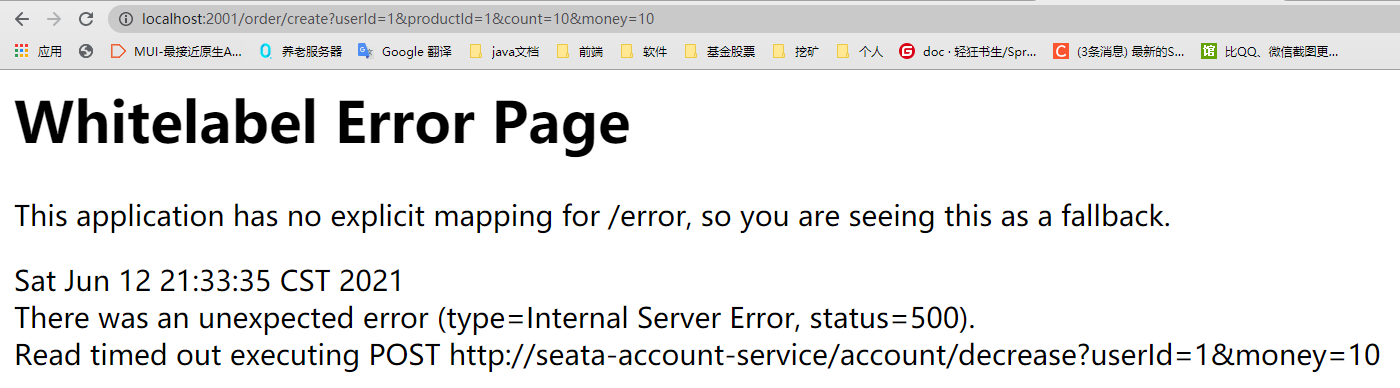 localhost:2001/order/create?userId=1&productId=1&count=10&money=10
应用 MUI-最接近原生A... 养老服务器 Google 翻译 java文档 前端 软件 基金股票 挖矿 个人 doc · 轻狂书生/Spr... (3条消息) 最新的S... 比QQ、微信截图更...
Whitelabel Error Page
This application has no explicit mapping for /error, so you are seeing this as a fallback.
Sat Jun 12 21:33:35 CST 2021
There was an unexpected error (type=Internal Server Error, status=500).
Read timed out executing POST http://seata-account-service/account/decrease?userId=1&money=10